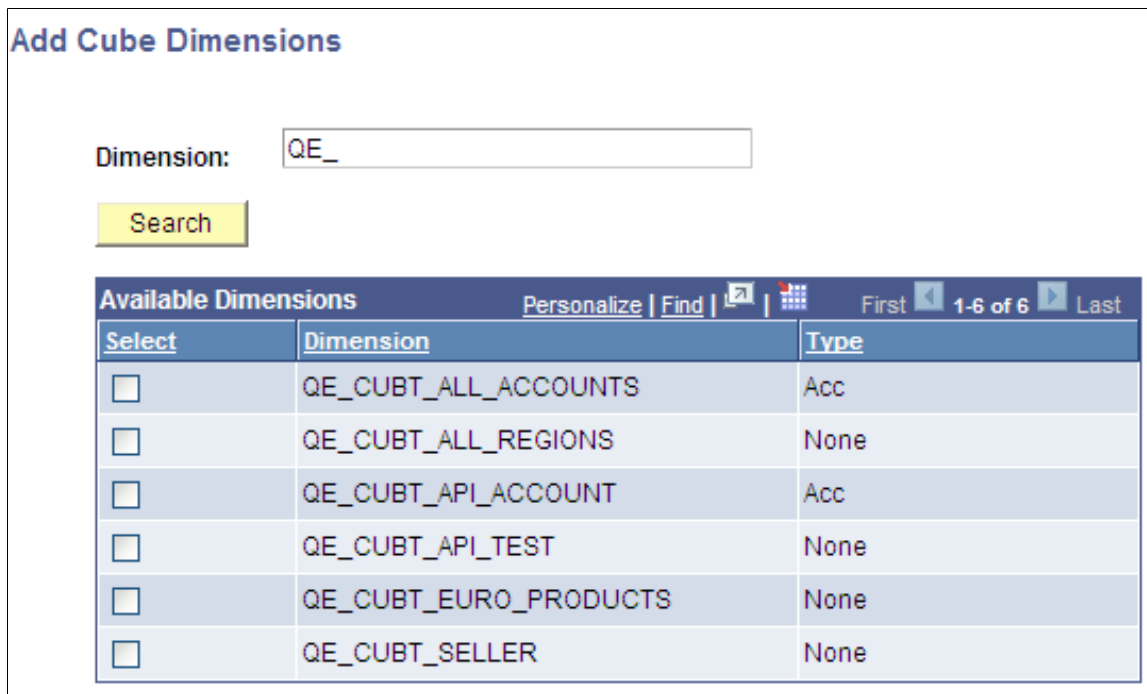 Add Cube Dimensions
Dimension: QE_
Search
Available Dimensions Personalize | Find | | First 1-6 of 6 Last
Select Dimension Type
QE_CUBT_ALL_ACCOUNTS Acc
QE_CUBT_ALL_REGIONS None
QE_CUBT_API_ACCOUNT Acc
QE_CUBT_API_TEST None
QE_CUBT_EURO_PRODUCTS None
QE_CUBT_SELLER None